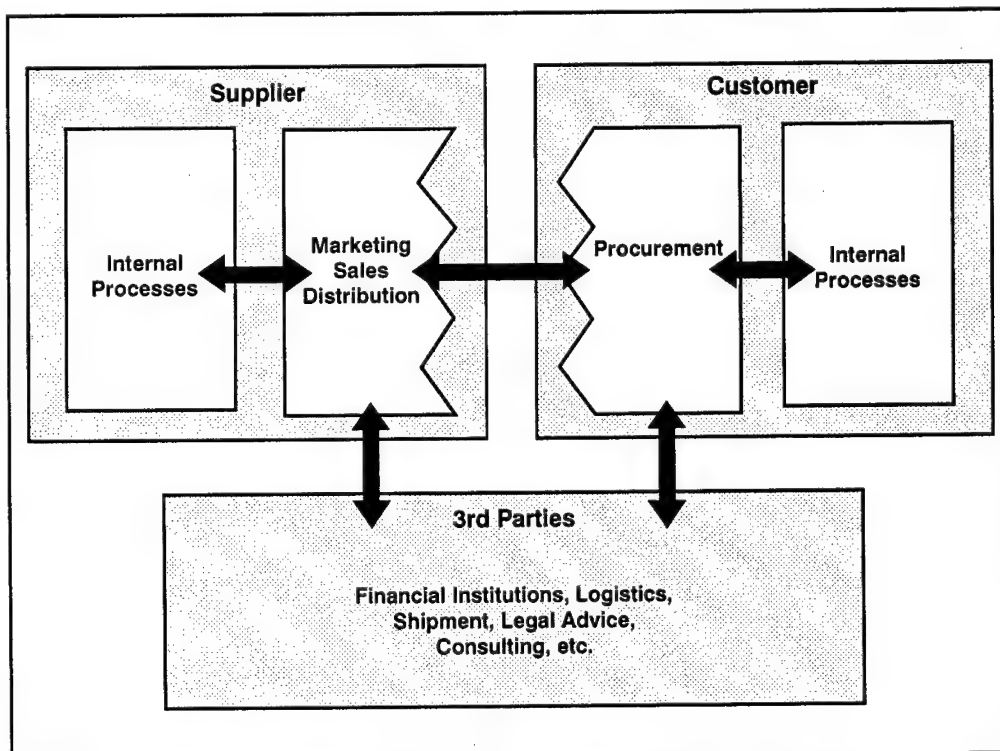 Supplier
Internal
Processes
Marketing
Sales
Distribution
Customer
Procurement
Internal
Processes
3rd Parties
Financial Institutions, Logistics,
Shipment, Legal Advice,
Consulting, etc.